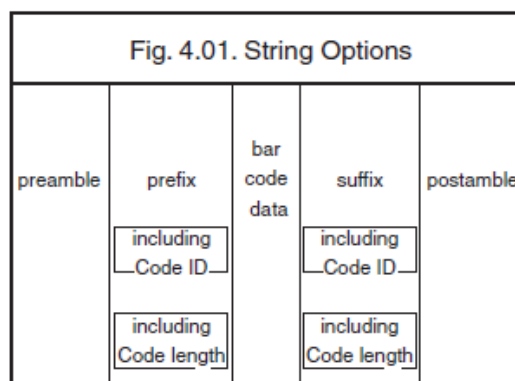 Fig. 4.01. String Options
preamble
prefix
bar
code
data
suffix
postamble
including
Code ID
including
Code ID
including
Code length
including
Code length